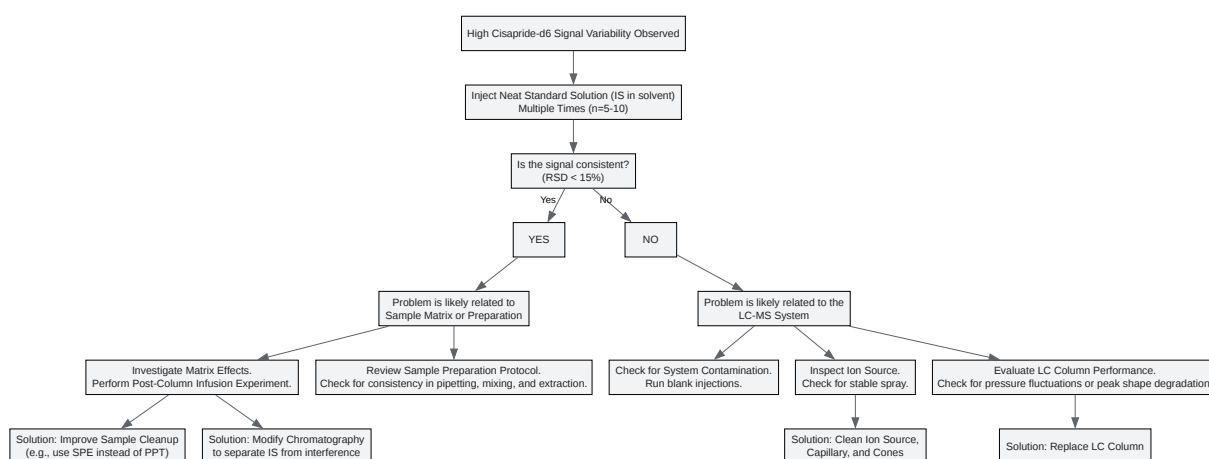 High Cisapride-d6 Signal Variability Observed
Inject Neat Standard Solution (IS in solvent)
Multiple Times (n=5-10)
Is the signal consistent?
(RSD < 15%)
Yes
No
YES
NO
Problem is likely related to
Sample Matrix or Preparation
Problem is likely related to the
LC-MS System
Investigate Matrix Effects.
Perform Post-Column Infusion Experiment.
Review Sample Preparation Protocol.
Check for consistency in pipetting, mixing, and extraction.
Check for System Contamination.
Run blank injections.
Inspect Ion Source.
Check for stable spray.
Evaluate LC Column Performance.
Check for pressure fluctuations or peak shape degradation
Solution: Improve Sample Cleanup
(e.g., use SPE instead of PPT)
Solution: Modify Chromatography
to separate IS from interference
Solution: Clean Ion Source,
Capillary, and Cones
Solution: Replace LC Column